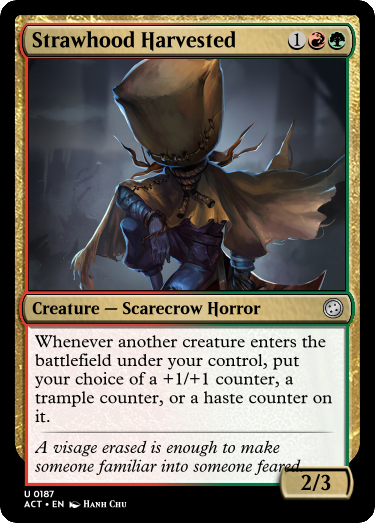 Strawhood Harvested 1
Creature — Scarecrow Horror
Whenever another creature enters the
battlefield under your control, put
your choice of a +1/+1 counter, a
trample counter, or a haste counter on
it.
A visage erased is enough to make
someone familiar into someone feared.
2/3
U 0187
ACT • EN Hanh Chu